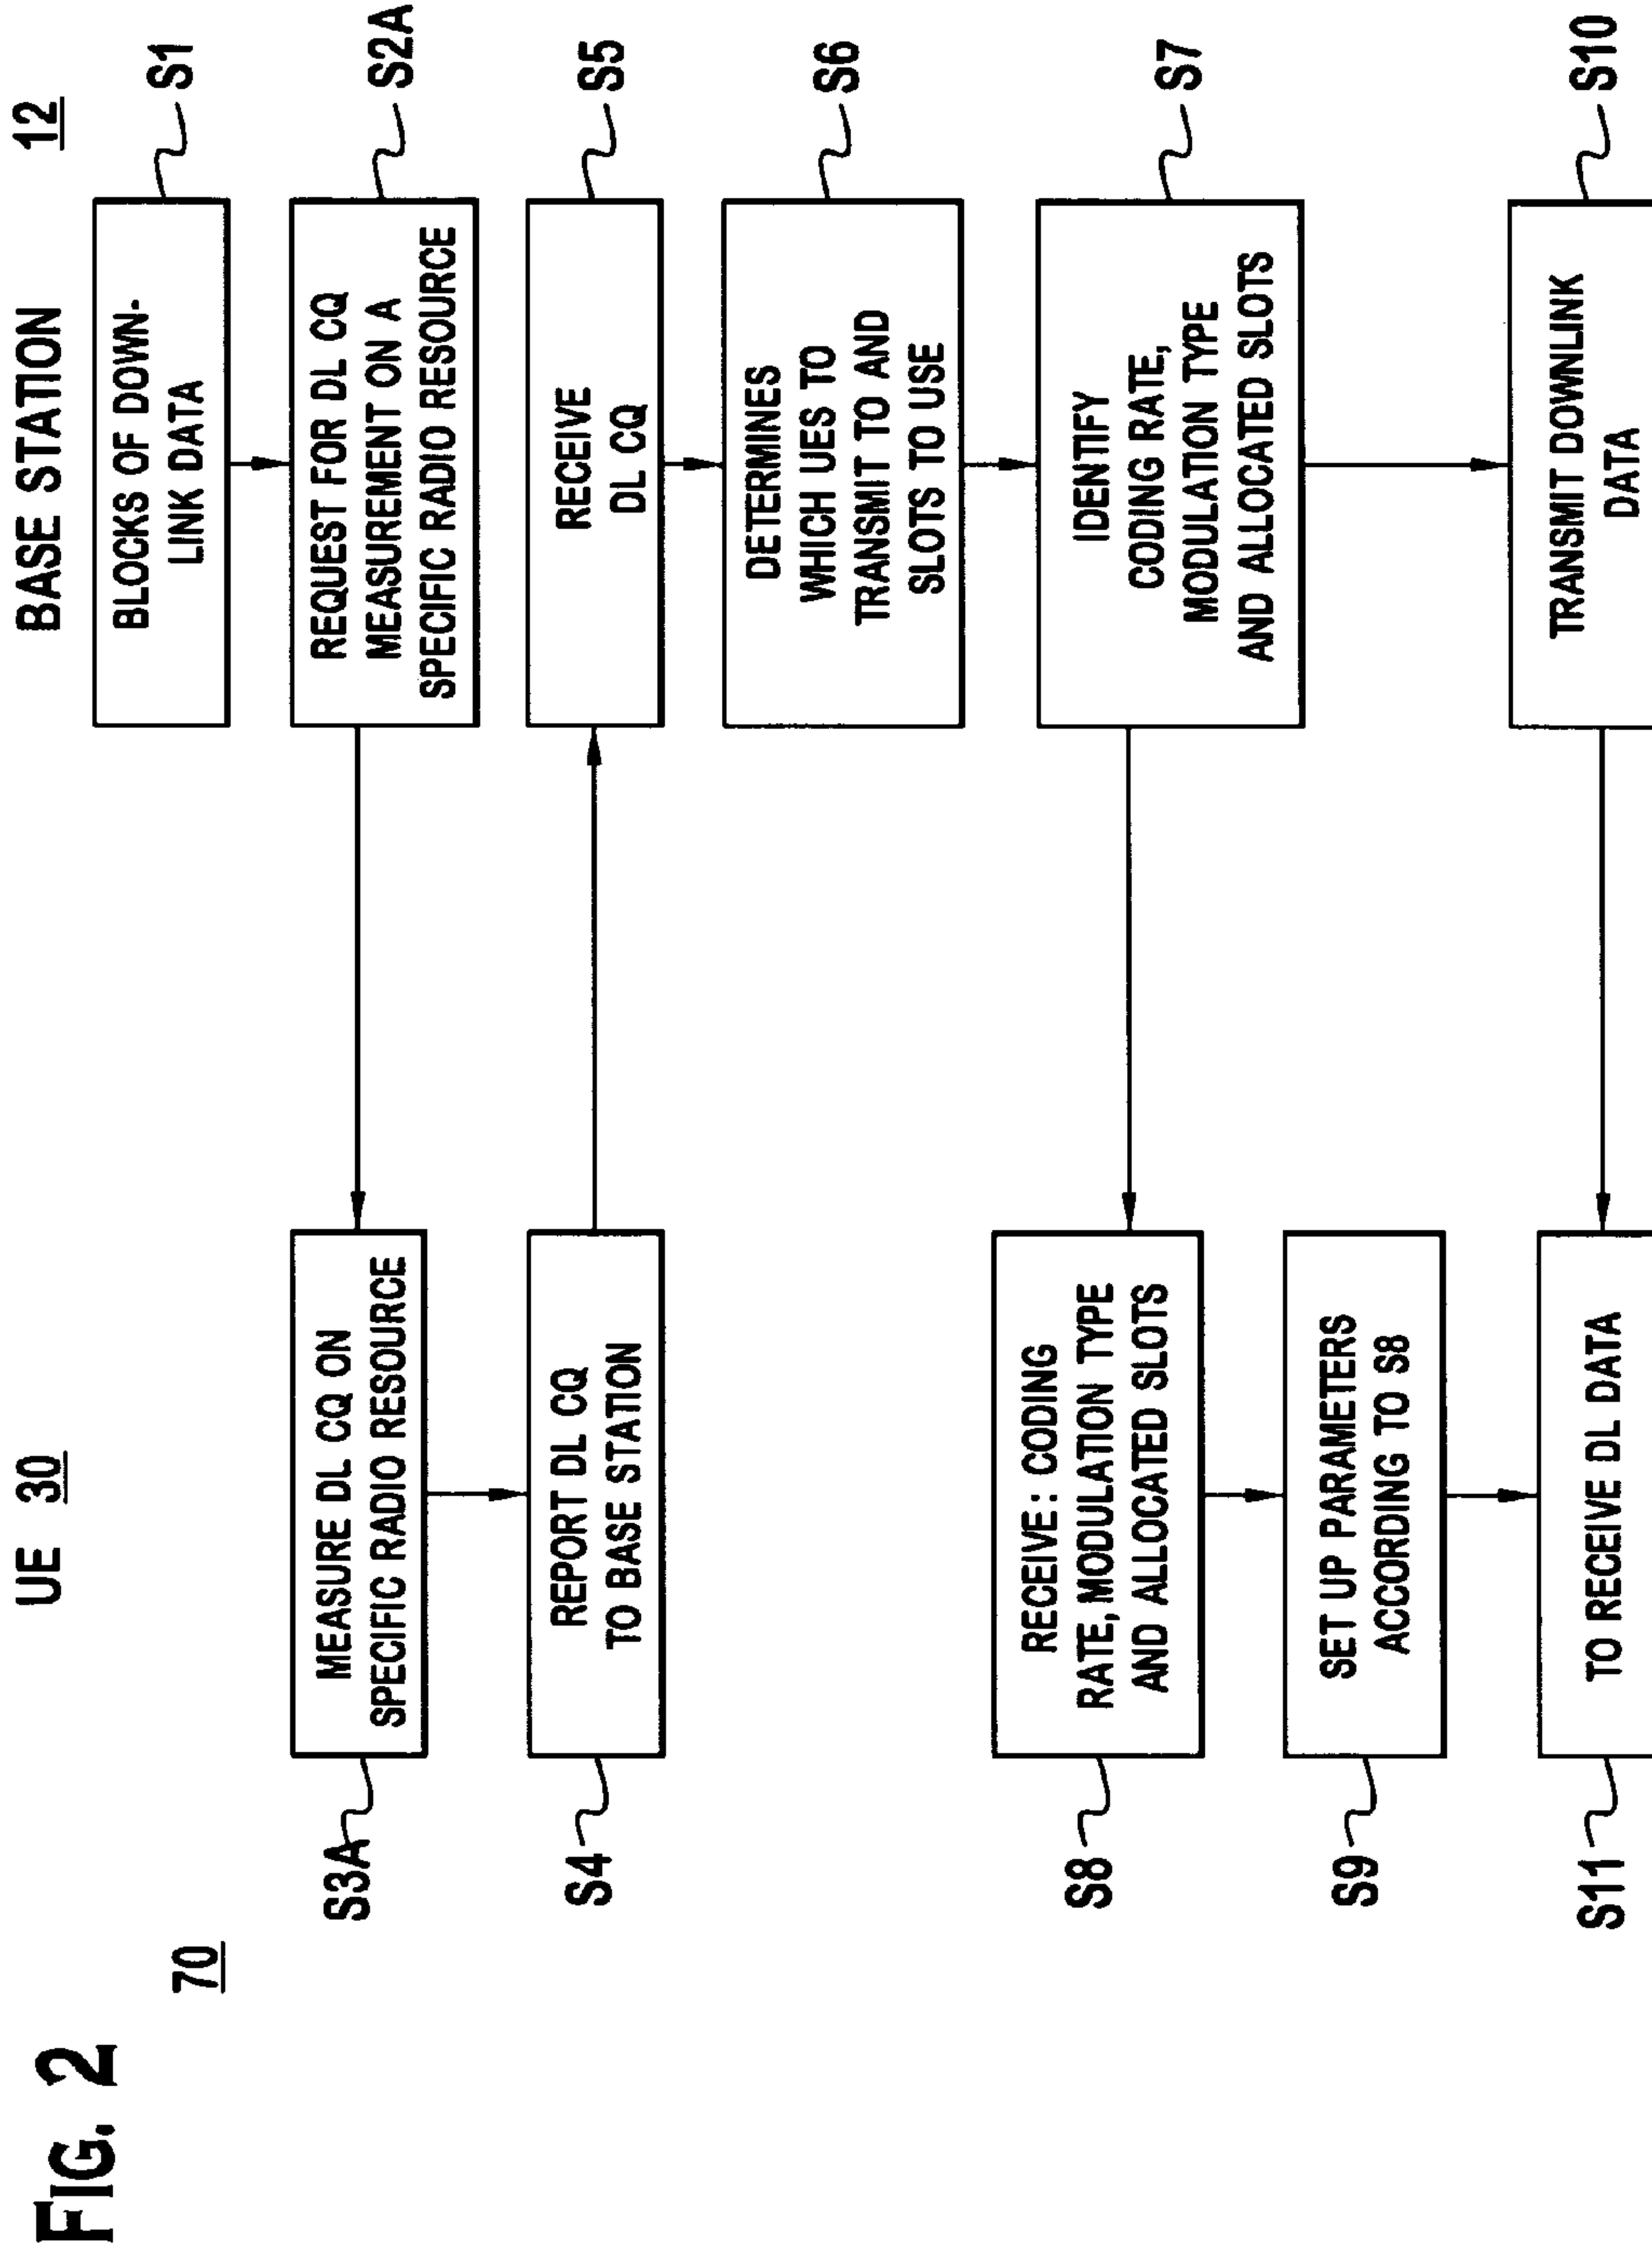 FIG. 2
70
UE 30
BASE STATION 12
BLOCKS OF DOWN-
LINK DATA
S1
REQUEST FOR DL CQ
MEASUREMENT ON A
SPECIFIC RADIO RESOURCE
S2A
S3A
MEASURE DL CQ ON
SPECIFIC RADIO RESOURCE
S4
REPORT DL CQ
TO BASE STATION
RECEIVE
DL CQ
S5
DETERMINES
WHICH UES TO
TRANSMIT TO AND
SLOTS TO USE
S6
IDENTIFY
CODING RATE,
MODULATION TYPE
AND ALLOCATED SLOTS
S7
S8
RECEIVE: CODING
RATE, MODULATION TYPE
AND ALLOCATED SLOTS
S9
SET UP PARAMETERS
ACCORDING TO S8
TRANSMIT DOWNLINK
DATA
S10
S11
TO RECEIVE DL DATA